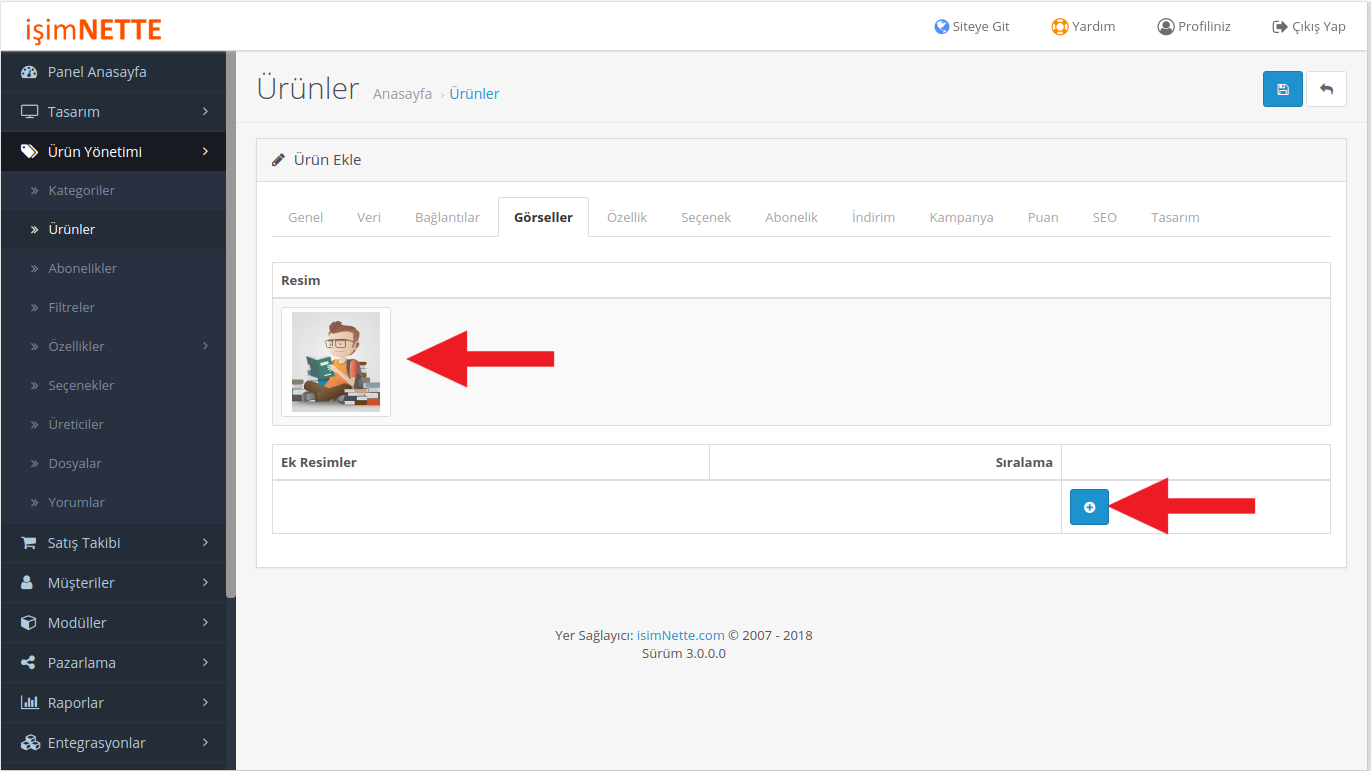 işimNETTE
Siteye Git
Yardım
Profiliniz
Çıkış Yap
Panel Anasayfa
Tasarım
Ürün Yönetimi
Kategoriler
Ürünler
Abonelikler
Filtreler
Özellikler
Seçenekler
Üreticiler
Dosyalar
Yorumlar
Satış Takibi
Müşteriler
Modüller
Pazarlama
Raporlar
Entegrasyonlar
Ürünler
Anasayfa › Ürünler
Ürün Ekle
Genel Veri Bağlantılar Görseller Özellik Seçenek Abonelik İndirim Kampanya Puan SEO Tasarım
Resim
Ek Resimler Sıralama
Yer Sağlayıcı: isimNette.com © 2007 - 2018
Sürüm 3.0.0.0